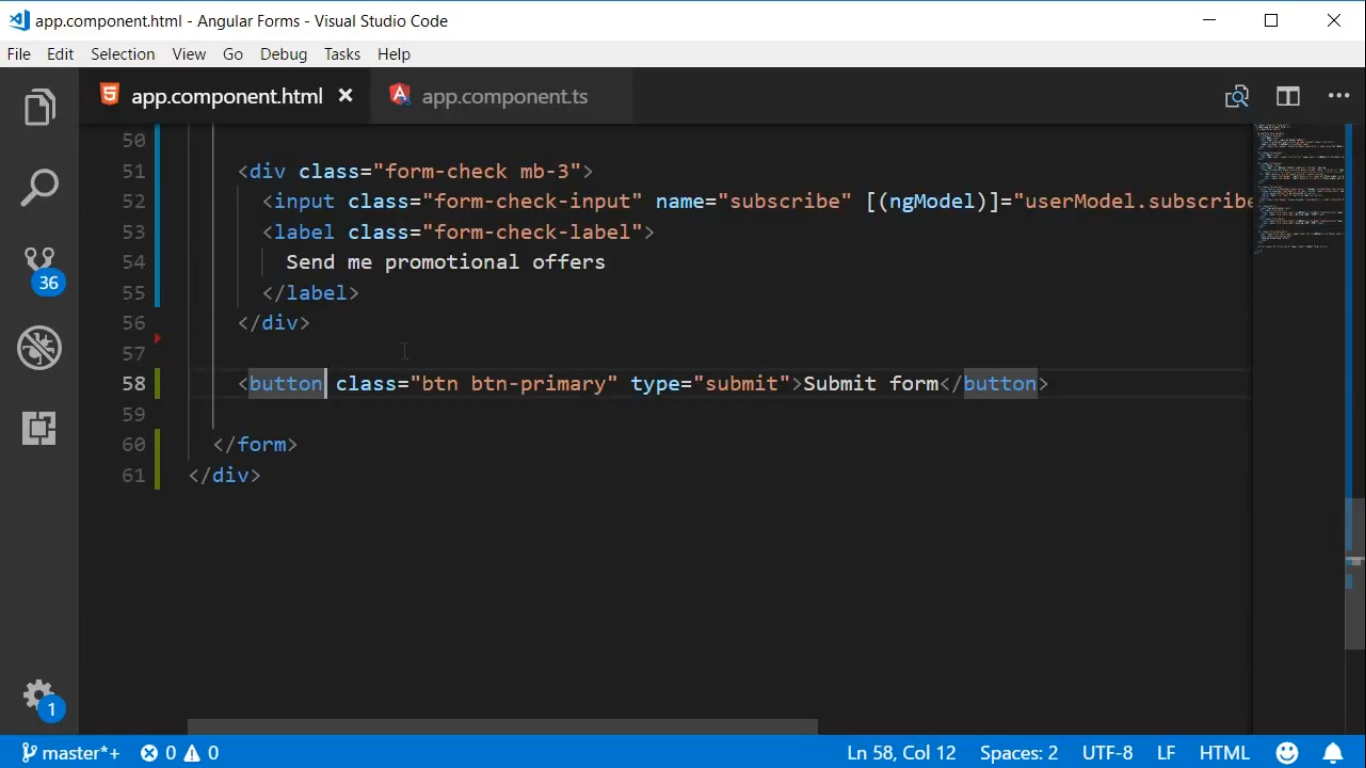 app.component.html - Angular Forms - Visual Studio Code
File Edit Selection View Go Debug Tasks Help
app.component.html app.component.ts
50
51 <div class="form-check mb-3">
52 <input class="form-check-input" name="subscribe" [(ngModel)]="userModel.subscribe
53 <label class="form-check-label">
54 Send me promotional offers
55 </label>
56 </div>
57
58 <button class="btn btn-primary" type="submit">Submit form</button>
59
60 </form>
61 </div>
36
1
master*+ 0 0 Ln 58, Col 12 Spaces: 2 UTF-8 LF HTML